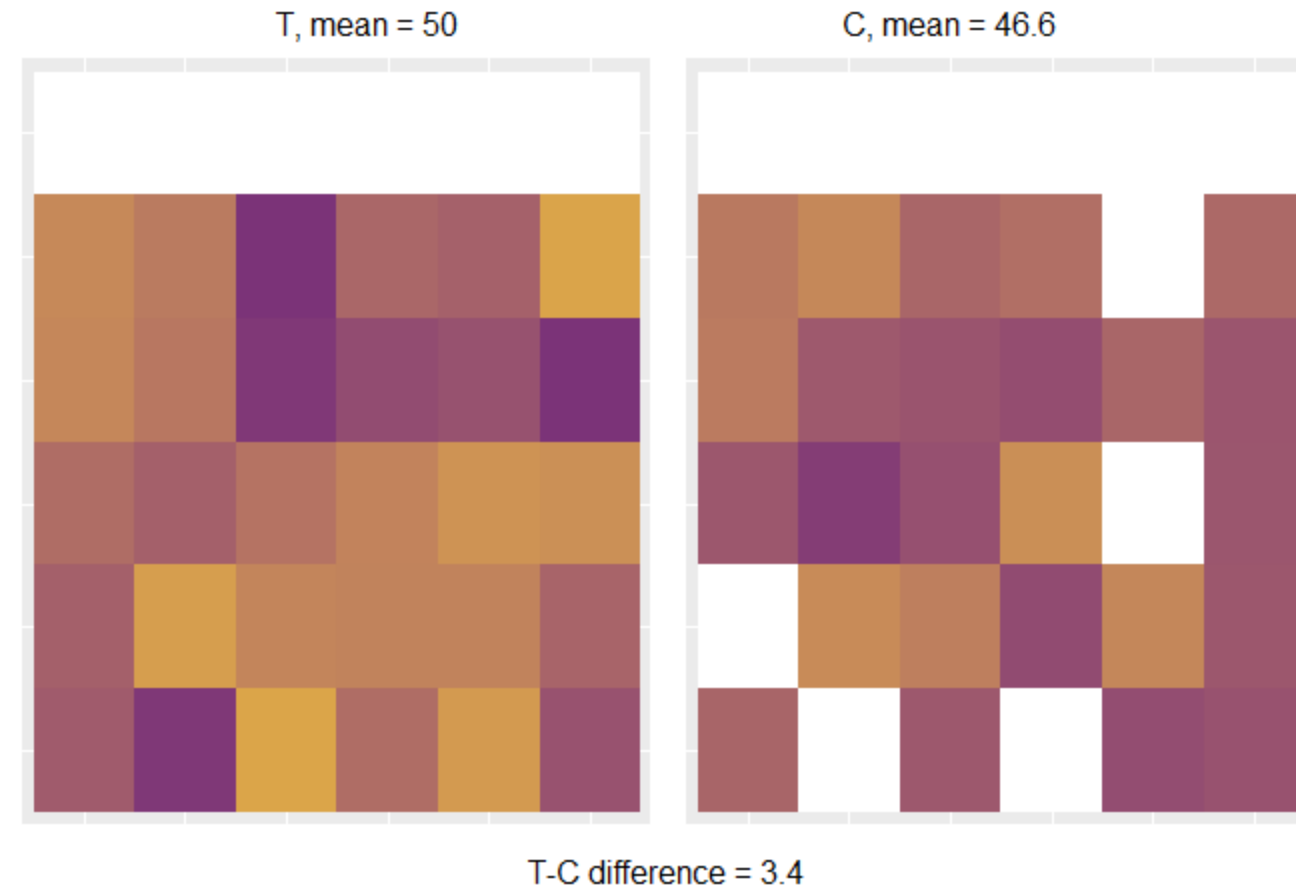 T, mean = 50
C, mean = 46.6
T-C difference = 3.4